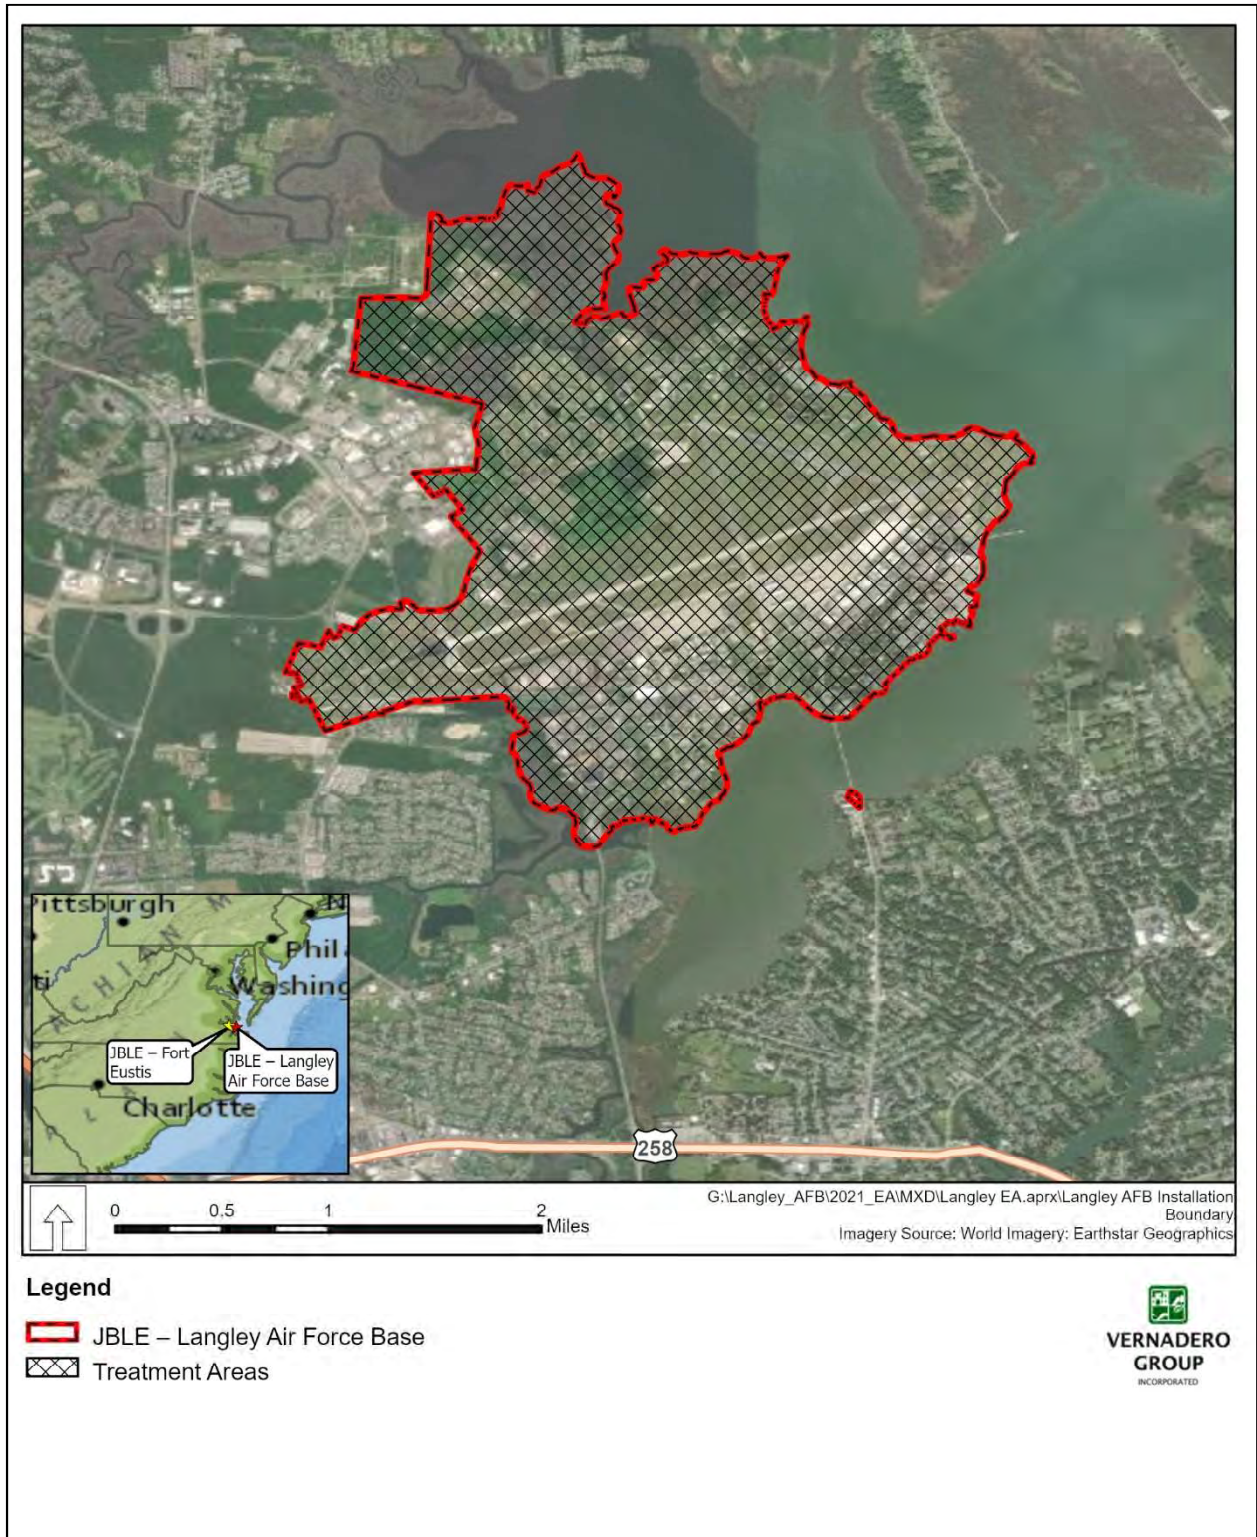 258
Pittsburgh
N
Phil
Washing
ti
A C H I A N M
JBLE – Fort
Eustis
JBLE – Langley
Air Force Base
Charlotte
0 0.5 1 2
Miles
G:\Langley_AFB\2021_EA\MXD\Langley EA.aprx\Langley AFB Installation
Boundary
Imagery Source: World Imagery: Earthstar Geographics
Legend
JBLE – Langley Air Force Base
Treatment Areas
VERNADERO
GROUP
INCORPORATED